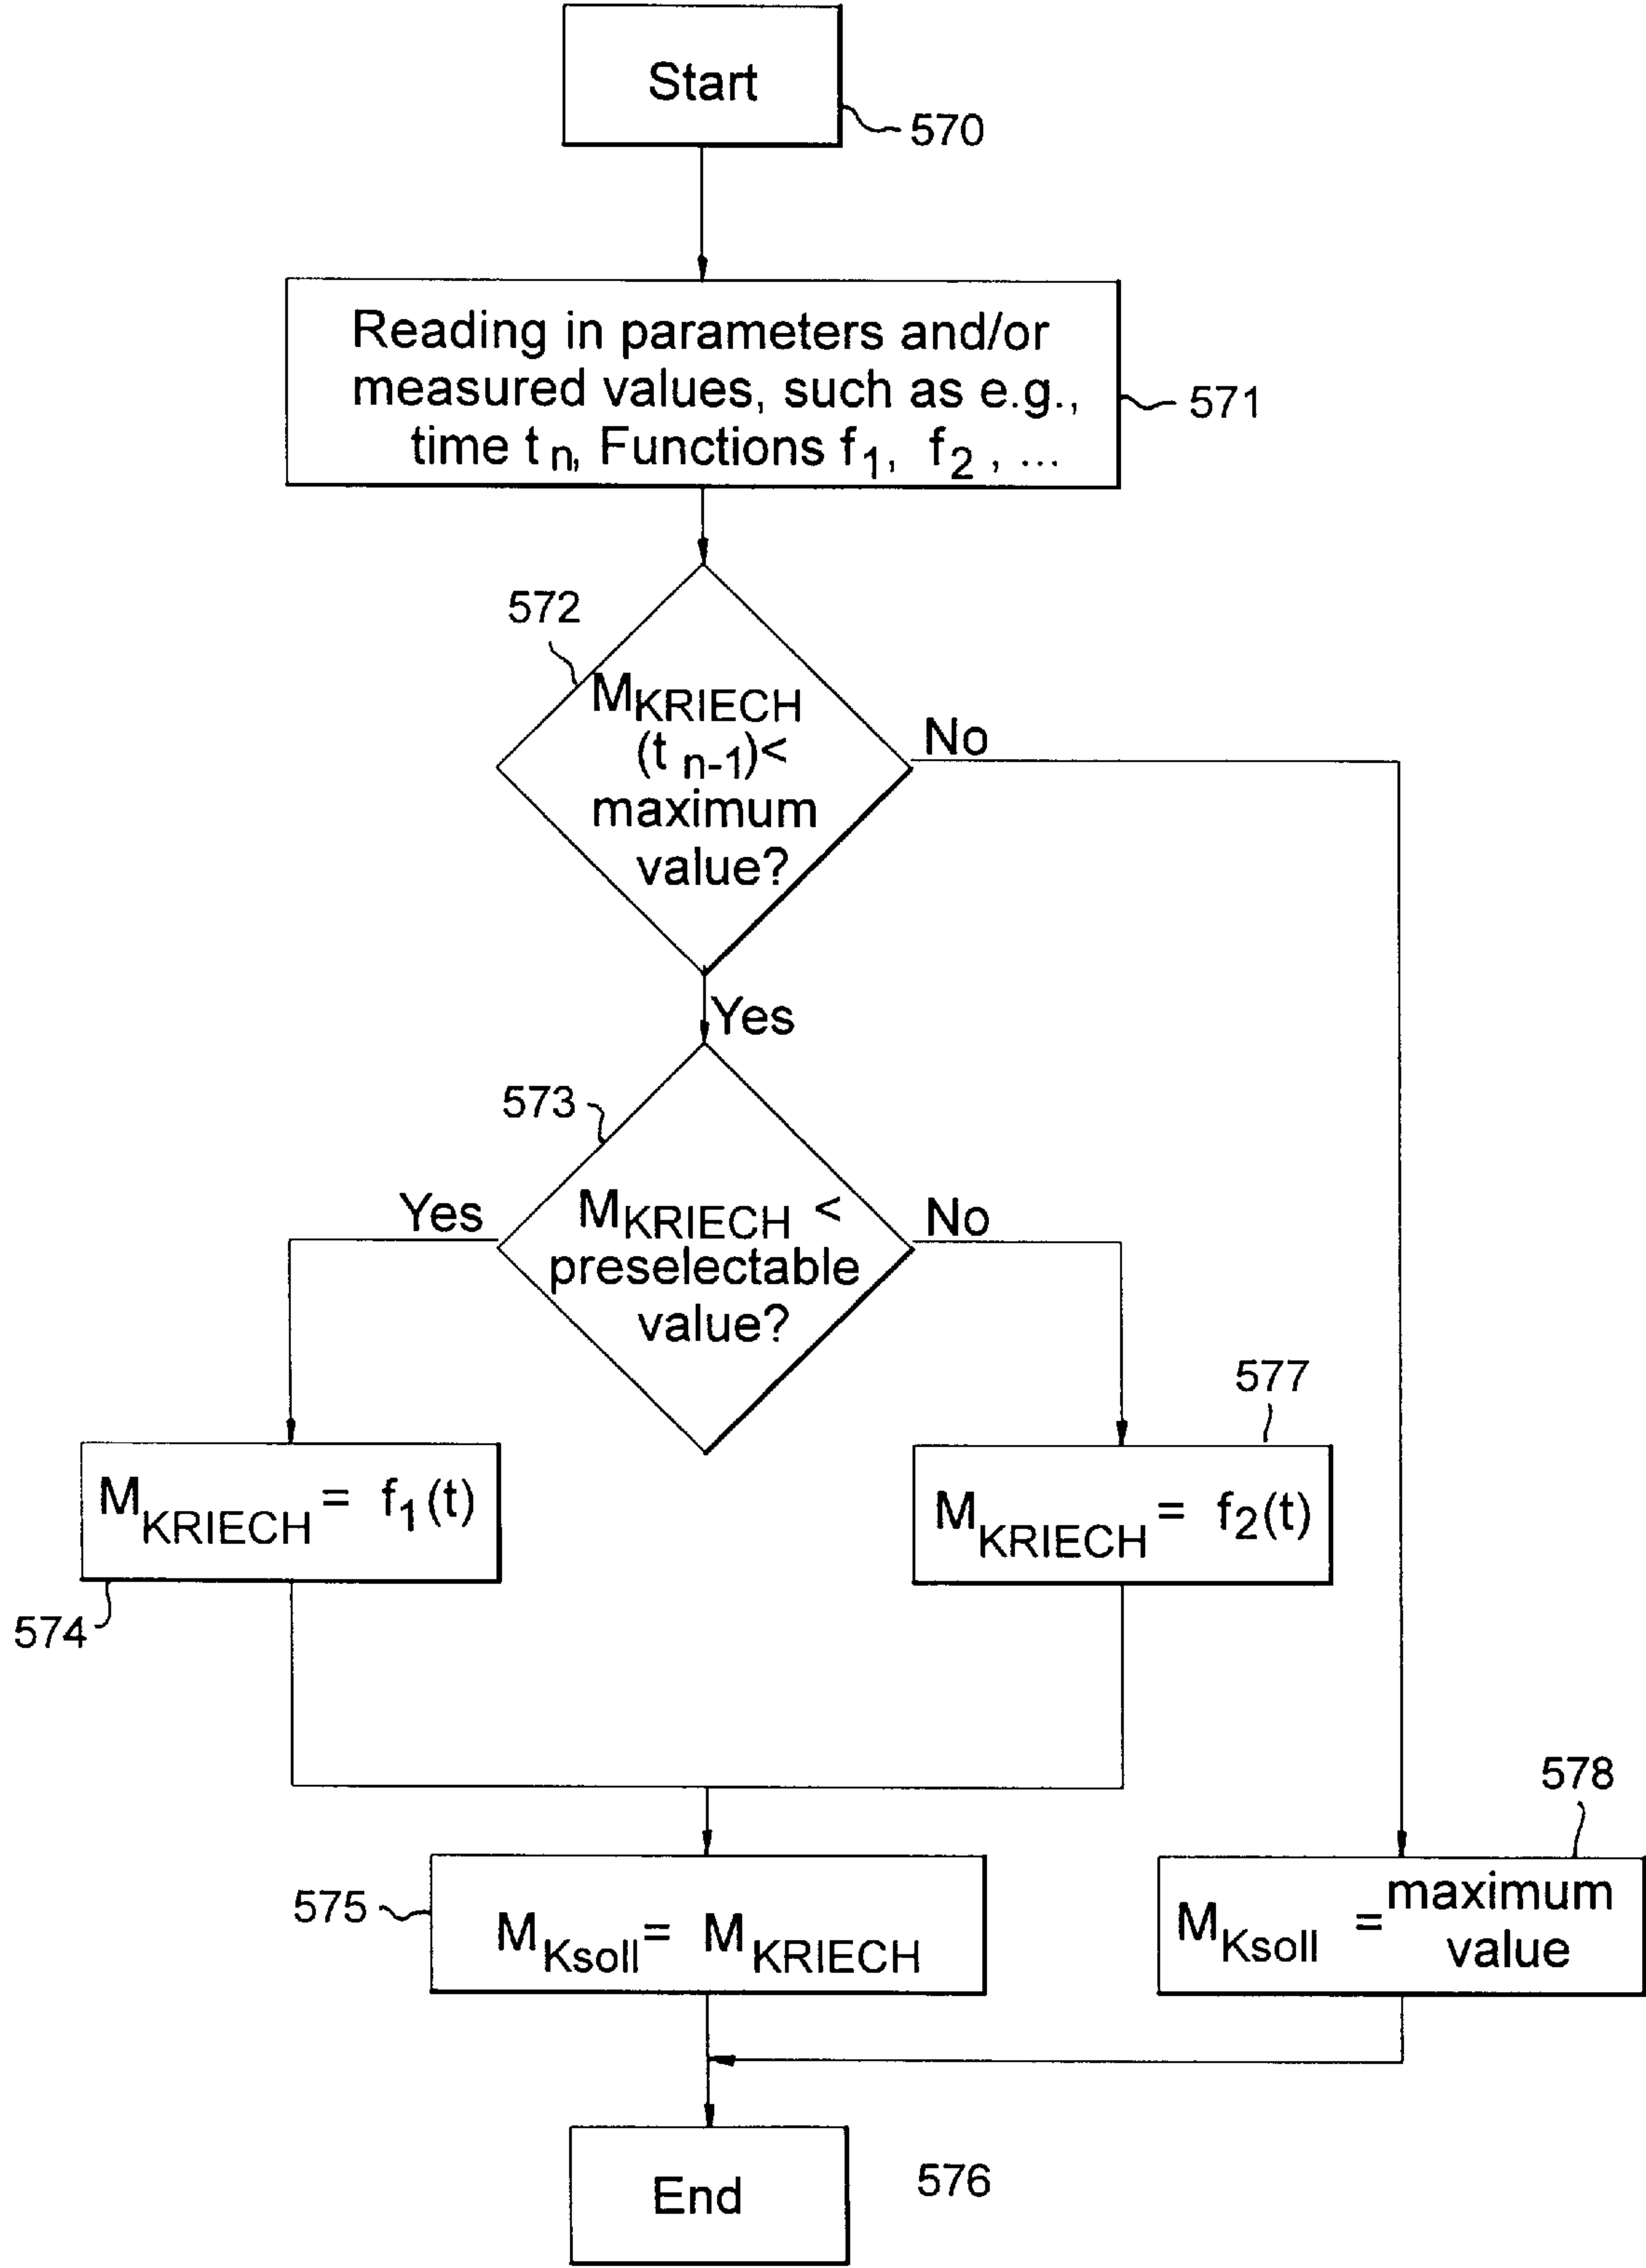 Start
570
Reading in parameters and/or
measured values, such as e.g.,
time t n, Functions f1, f2 , ...
571
572
MKRIECH
(t n-1)<
maximum
value?
No
Yes
573
Yes
MKRIECH <
preselectable
value?
No
577
MKRIECH = f1(t)
MKRIECH = f2(t)
574
578
575
MKsoll= MKRIECH
MKsoll =maximum
value
End
576